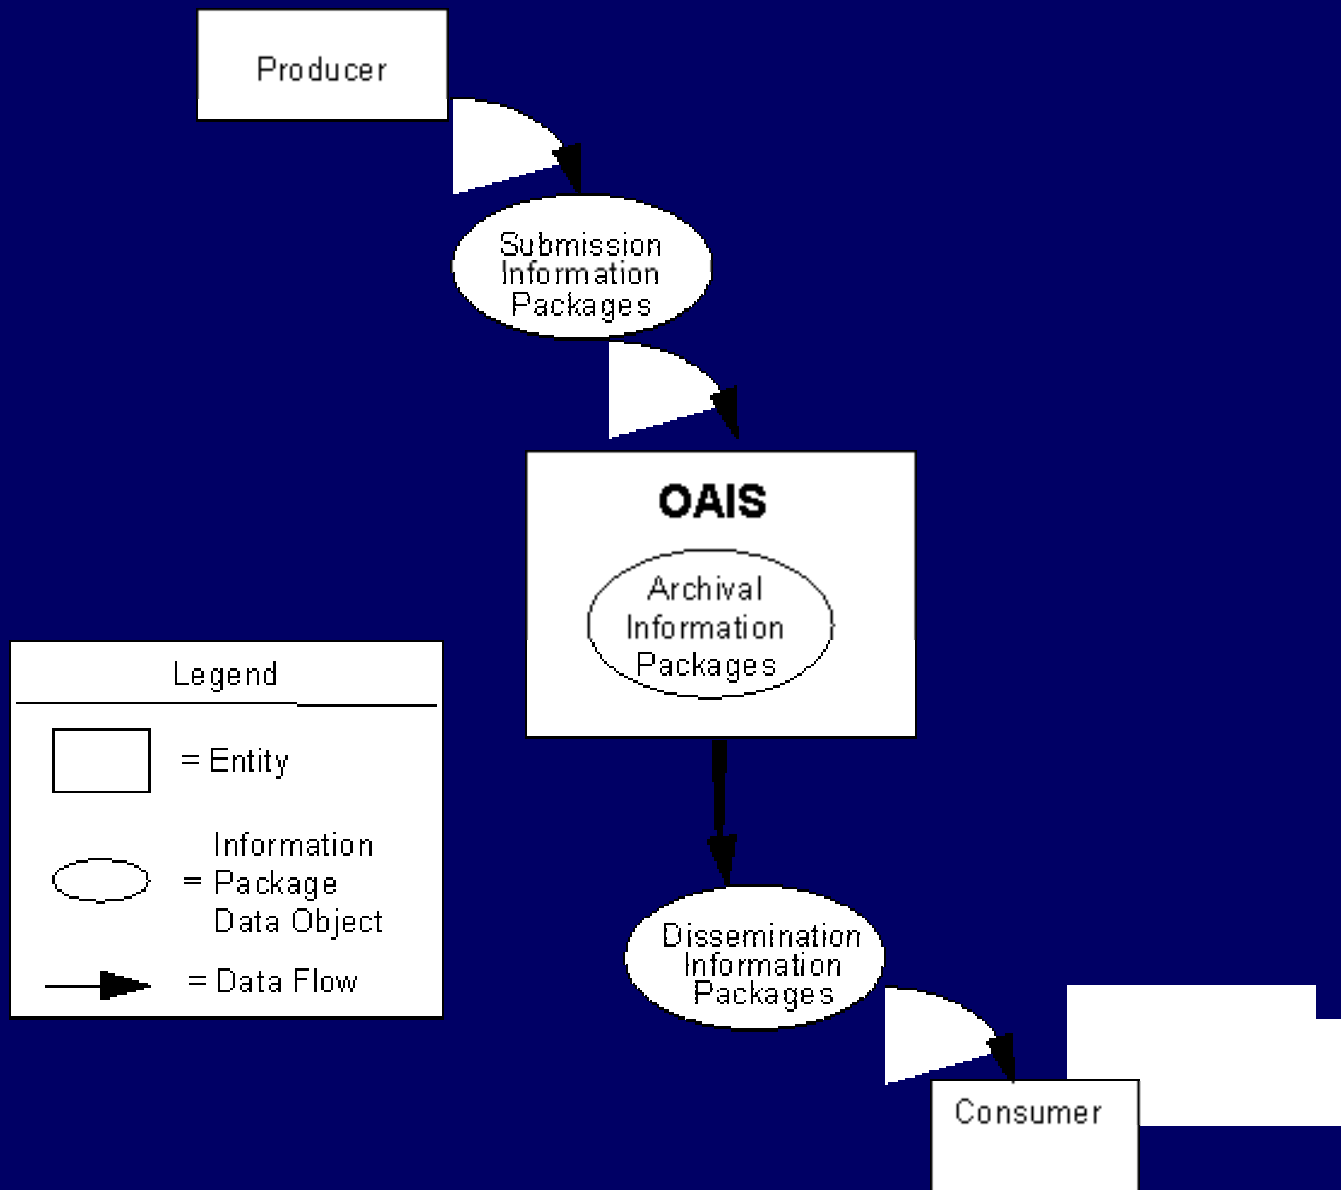 Producer
Submission
Information
Packages
OAIS
Archival
Information
Packages
Legend
= Entity
Information
= Package
Data Object
= Data Flow
Dissemination
Information
Packages
Consumer